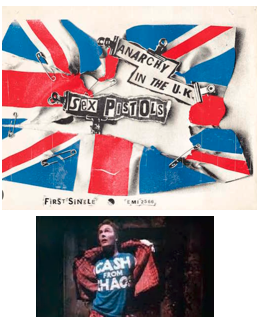 ANARCHY
IN THE U.K.
SEX PISTOLS
FIRST SINGLE
EMI 2566
CASH
FROM
CHAOS